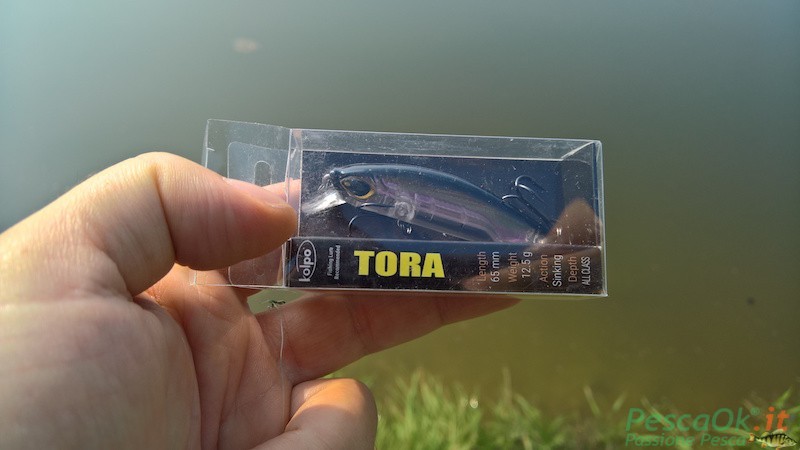 kolpo
Fishing Lure
Recommended
TORA
Length
65 mm
Weight
12.5 g
Action
Sinking
Depth
ALL CLASS
PescaOk®.it
Passione Pesca